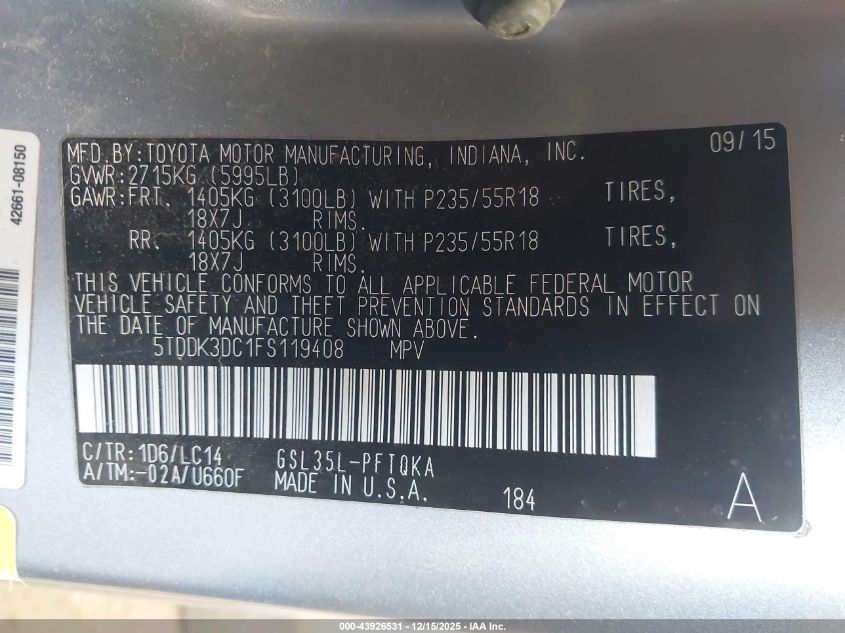 42661-08150
MFD.BY:TOYOTA MOTOR MANUFACTURING, INDIANA, INC. 09/15
GVWR:2715KG (5995LB)
GAWR:FRT. 1405KG (3100LB) WITH P235/55R18 TIRES,
18X7J RIMS.
RR. 1405KG (3100LB) WITH P235/55R18 TIRES,
18X7J RIMS.
THIS VEHICLE CONFORMS TO ALL APPLICABLE FEDERAL MOTOR
VEHICLE SAFETY AND THEFT PREVENTION STANDARDS IN EFFECT ON
THE DATE OF MANUFACTURE SHOWN ABOVE.
5TDDK3DC1FS119408 MPV
C/TR:1D6/LC14 GSL35L-PFTQKA
A/TM:-02A/U660F MADE IN U.S.A. 184 A
000-43926531 - 12/15/2025 - IAA Inc.